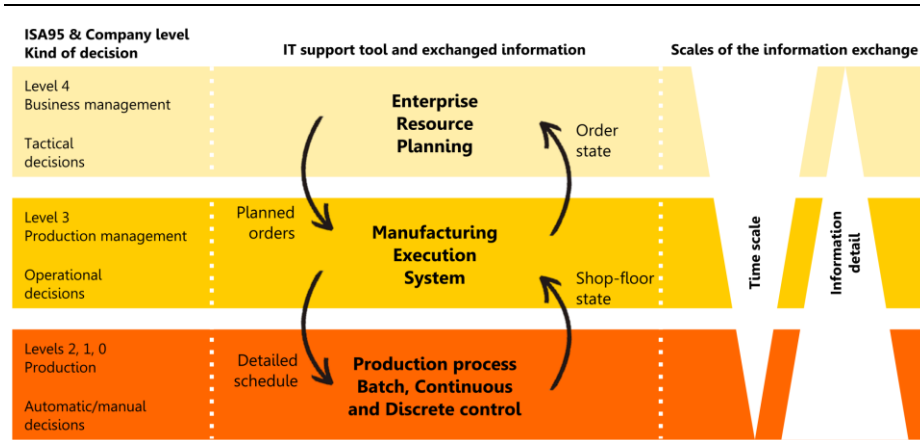 ISA95 & Company level
Kind of decision
IT support tool and exchanged information
Scales of the information exchange
Level 4
Business management
Tactical
decisions
Enterprise
Resource
Planning
Order
state
Level 3
Production management
Operational
decisions
Planned
orders
Manufacturing
Execution
System
Shop-floor
state
Time scale
Information
detail
Levels 2, 1, 0
Production
Automatic/manual
decisions
Detailed
schedule
Production process
Batch, Continuous
and Discrete control